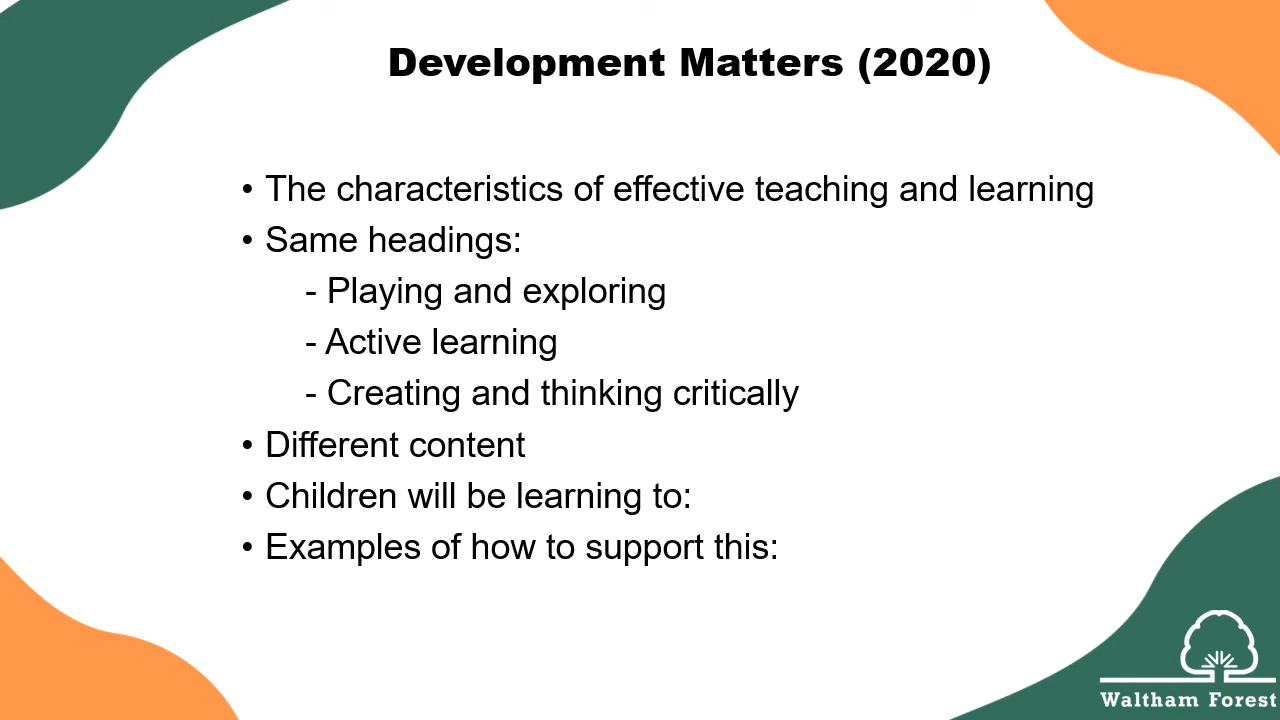 Development Matters (2020)
• The characteristics of effective teaching and learning
• Same headings:
- Playing and exploring
- Active learning
- Creating and thinking critically
• Different content
• Children will be learning to:
• Examples of how to support this:
Waltham Forest